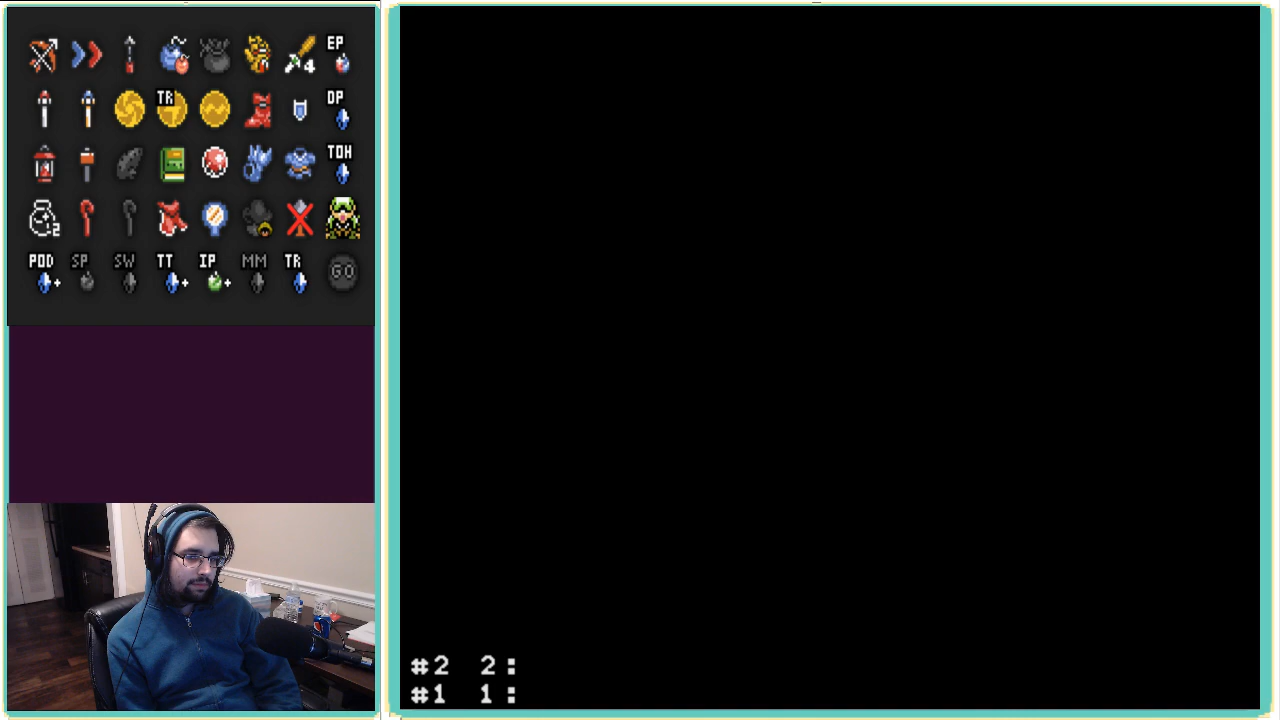 EP
4
TR
DP
TOH
2
POD SP SW TT IP MM TR GO
#2 2:
#1 1: